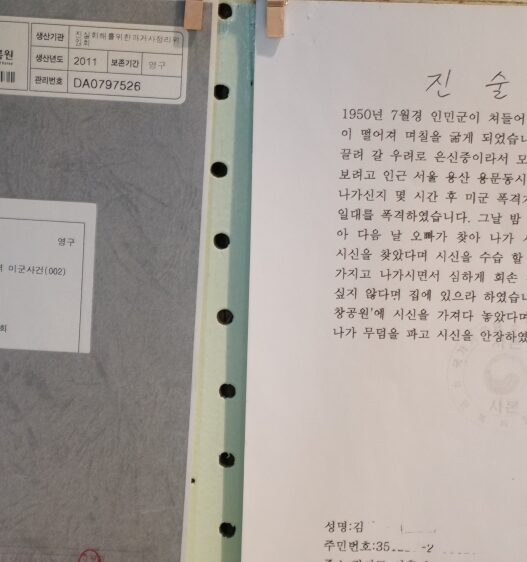 생산기관 진실화해를위한과거사정리위
원회
생산년도 2011 보존기간 영구
관리번호 DA0797526
영구
미군사건(002)
회
진 술
1950년 7월경 인민군이 쳐들어
이 떨어져 며칠을 굶게 되었습니
끌려 갈 우려로 은신중이라서 모
보려고 인근 서울 용산 용문동시
나가신지 몇 시간 후 미군 폭격기
일대를 폭격하였습니다. 그날 밤
아 다음 날 오빠가 찾아 나가 시
시신을 찾았다며 시신을 수습 할
가지고 나가시면서 심하게 회손
싶지 않다며 집에 있으라 하였습니
창공원'에 시신을 가져다 놓았다며
나가 무덤을 파고 시신을 안장하였
사본
성명:김
주민번호:35